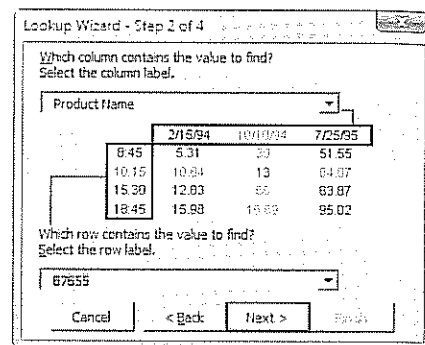 Lookup Wizard - Step 2 of 4
Which column contains the value to find?
Select the column label.
Product Name
2/15/94 10/10/94 7/25/95
8:45 5.31 51.55
10.15 10.64 13
15.30 12.83 83.87
18:45 15.98 95.02
Which row contains the value to find?
Select the row label.
67655
Cancel < Back Next > Finish